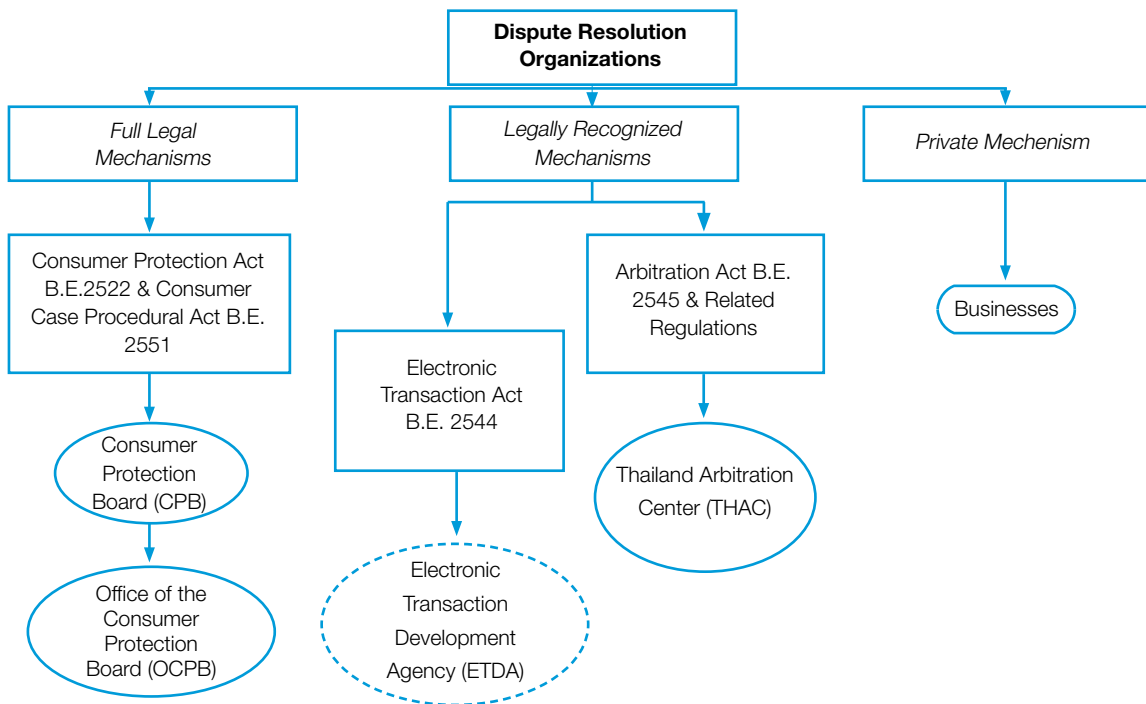 Dispute Resolution
Organizations
Full Legal
Mechanisms
Legally Recognized
Mechanisms
Private Mechenism
Consumer Protection Act
B.E.2522 & Consumer
Case Procedural Act B.E.
2551
Electronic
Transaction Act
B.E. 2544
Arbitration Act B.E.
2545 & Related
Regulations
Businesses
Consumer
Protection
Board (CPB)
Thailand Arbitration
Center (THAC)
Office of the
Consumer
Protection
Board (OCPB)
Electronic
Transaction
Development
Agency (ETDA)